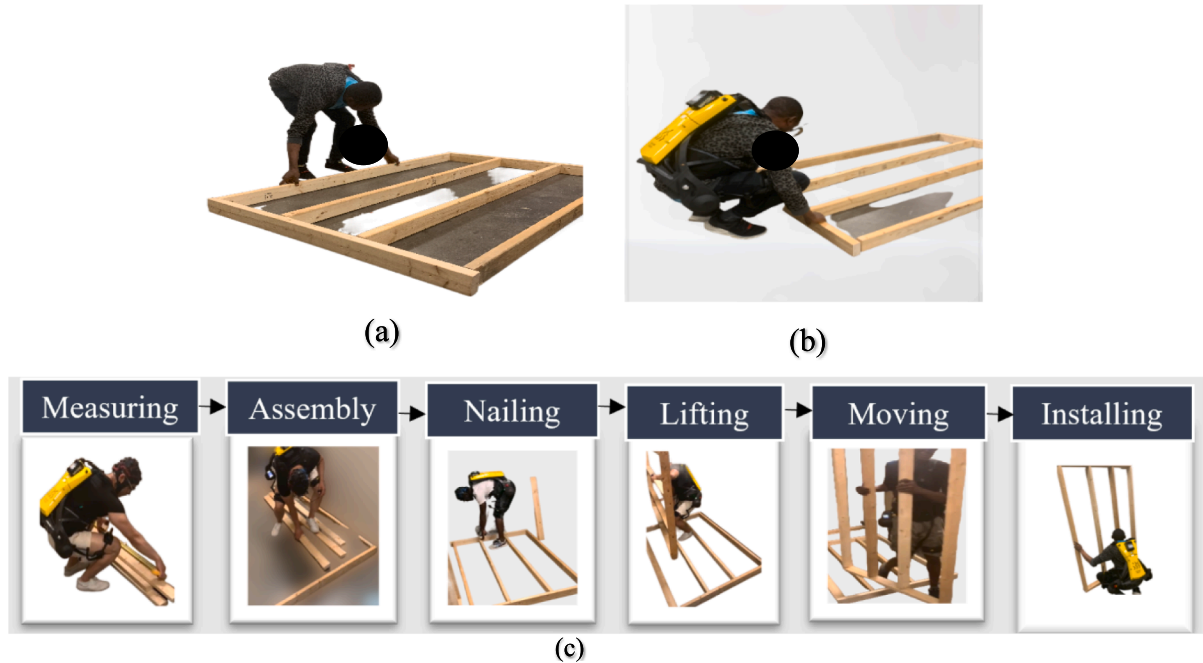 (a)
(b)
Measuring
Assembly
Nailing
Lifting
Moving
Installing
(c)